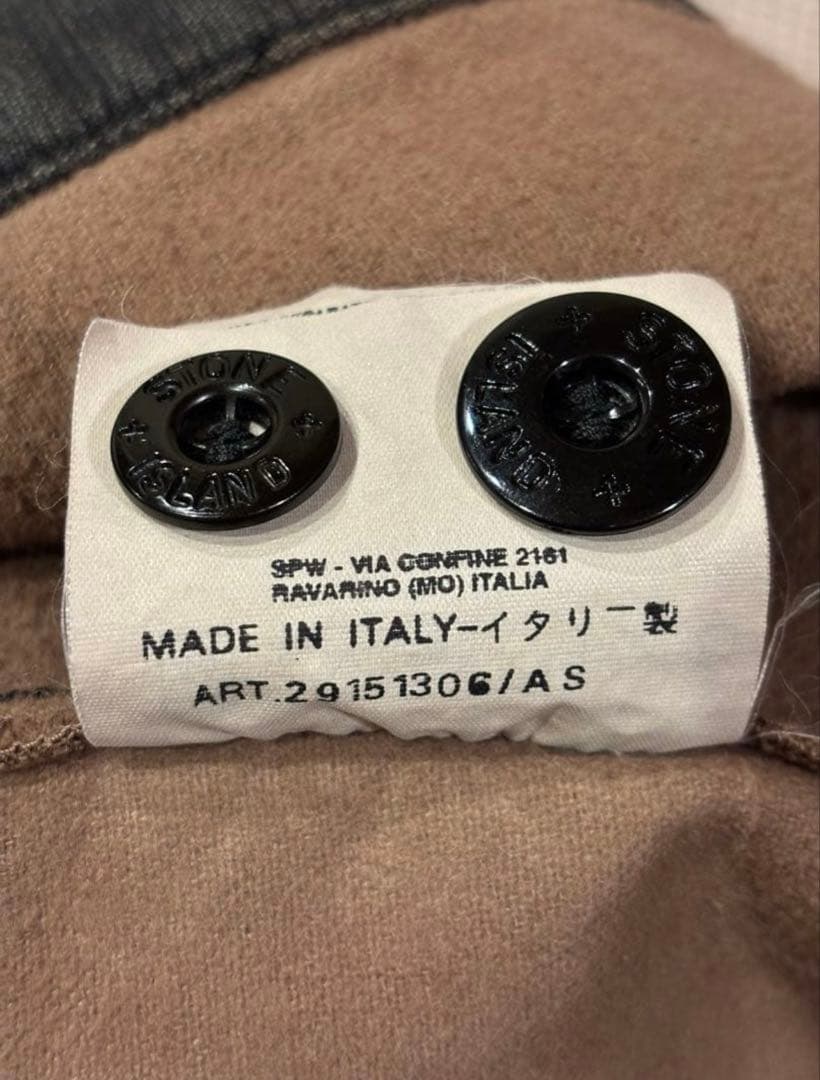 STONE ISLAND
STONE ISLAND
SPW - VIA CONFINE 2161
RAVARINO (MO) ITALIA
MADE IN ITALY-イタリー製
ART.29151306/AS